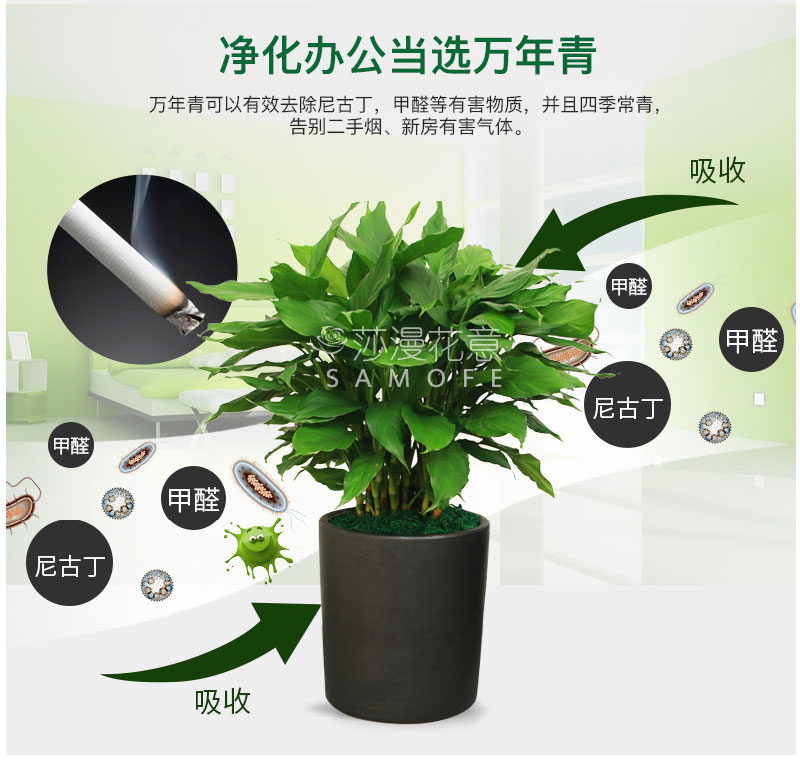 净化办公当选万年青
万年青可以有效去除尼古丁，甲醛等有害物质，并且四季常青，
告别二手烟、新房有害气体。
吸收
甲醛
甲醛
莎漫花意
SAMOFE
尼古丁
甲醛
甲醛
尼古丁
吸收